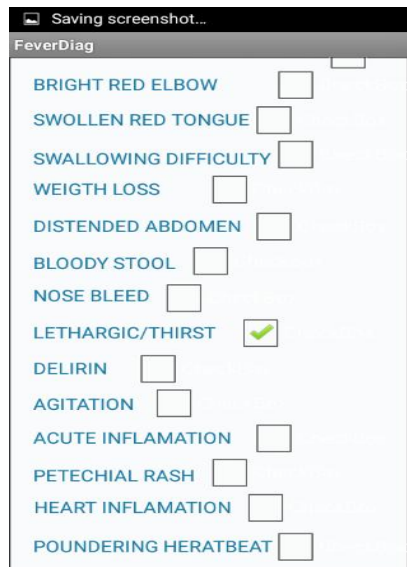 Saving screenshot...
FeverDiag
BRIGHT RED ELBOW
SWOLLEN RED TONGUE
SWALLOWING DIFFICULTY
WEIGTH LOSS
DISTENDED ABDOMEN
BLOODY STOOL
NOSE BLEED
LETHARGIC/THIRST
DELIRIN
AGITATION
ACUTE INFLAMATION
PETECHIAL RASH
HEART INFLAMATION
POUNDERING HERATBEAT